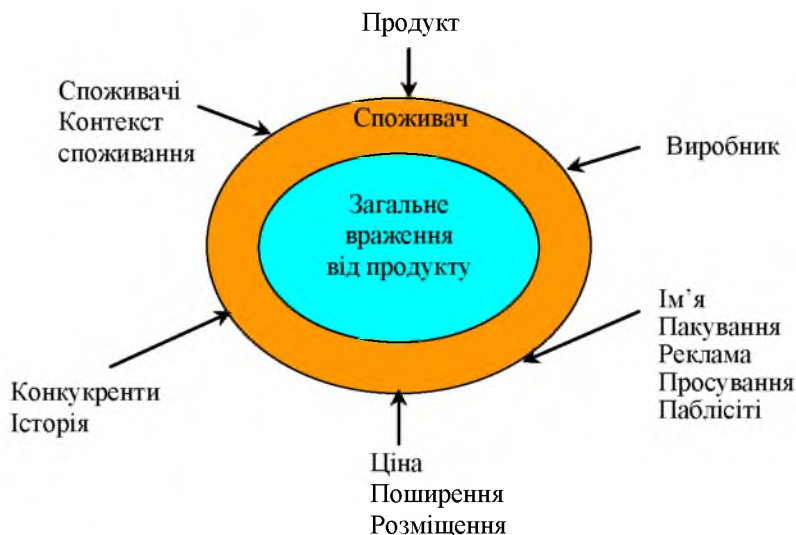 Продукт
Споживачі
Контекст
споживання
Споживач
Виробник
Загальне
враження
від продукту
Ім’я
Пакування
Реклама
Просування
Паблісіті
Конкукренти
Історія
Ціна
Поширення
Розміщення